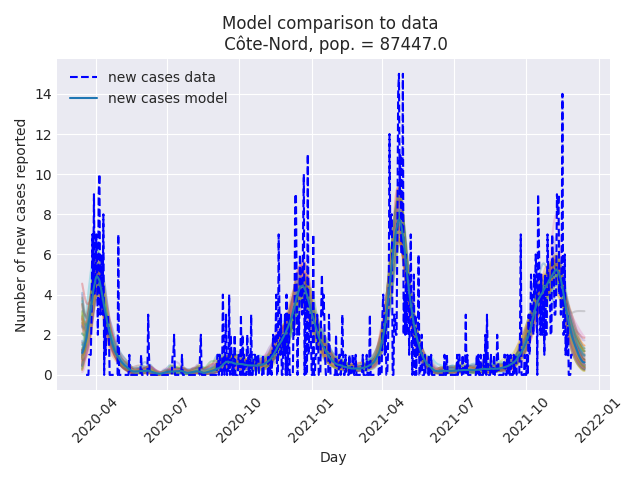 Model comparison to data
Côte-Nord, pop. = 87447.0
new cases data
new cases model
Number of new cases reported
14
12
10
8
6
4
2
0
2020-04
2020-07
2020-10
2021-01
2021-04
2021-07
2021-10
2022-01
Day